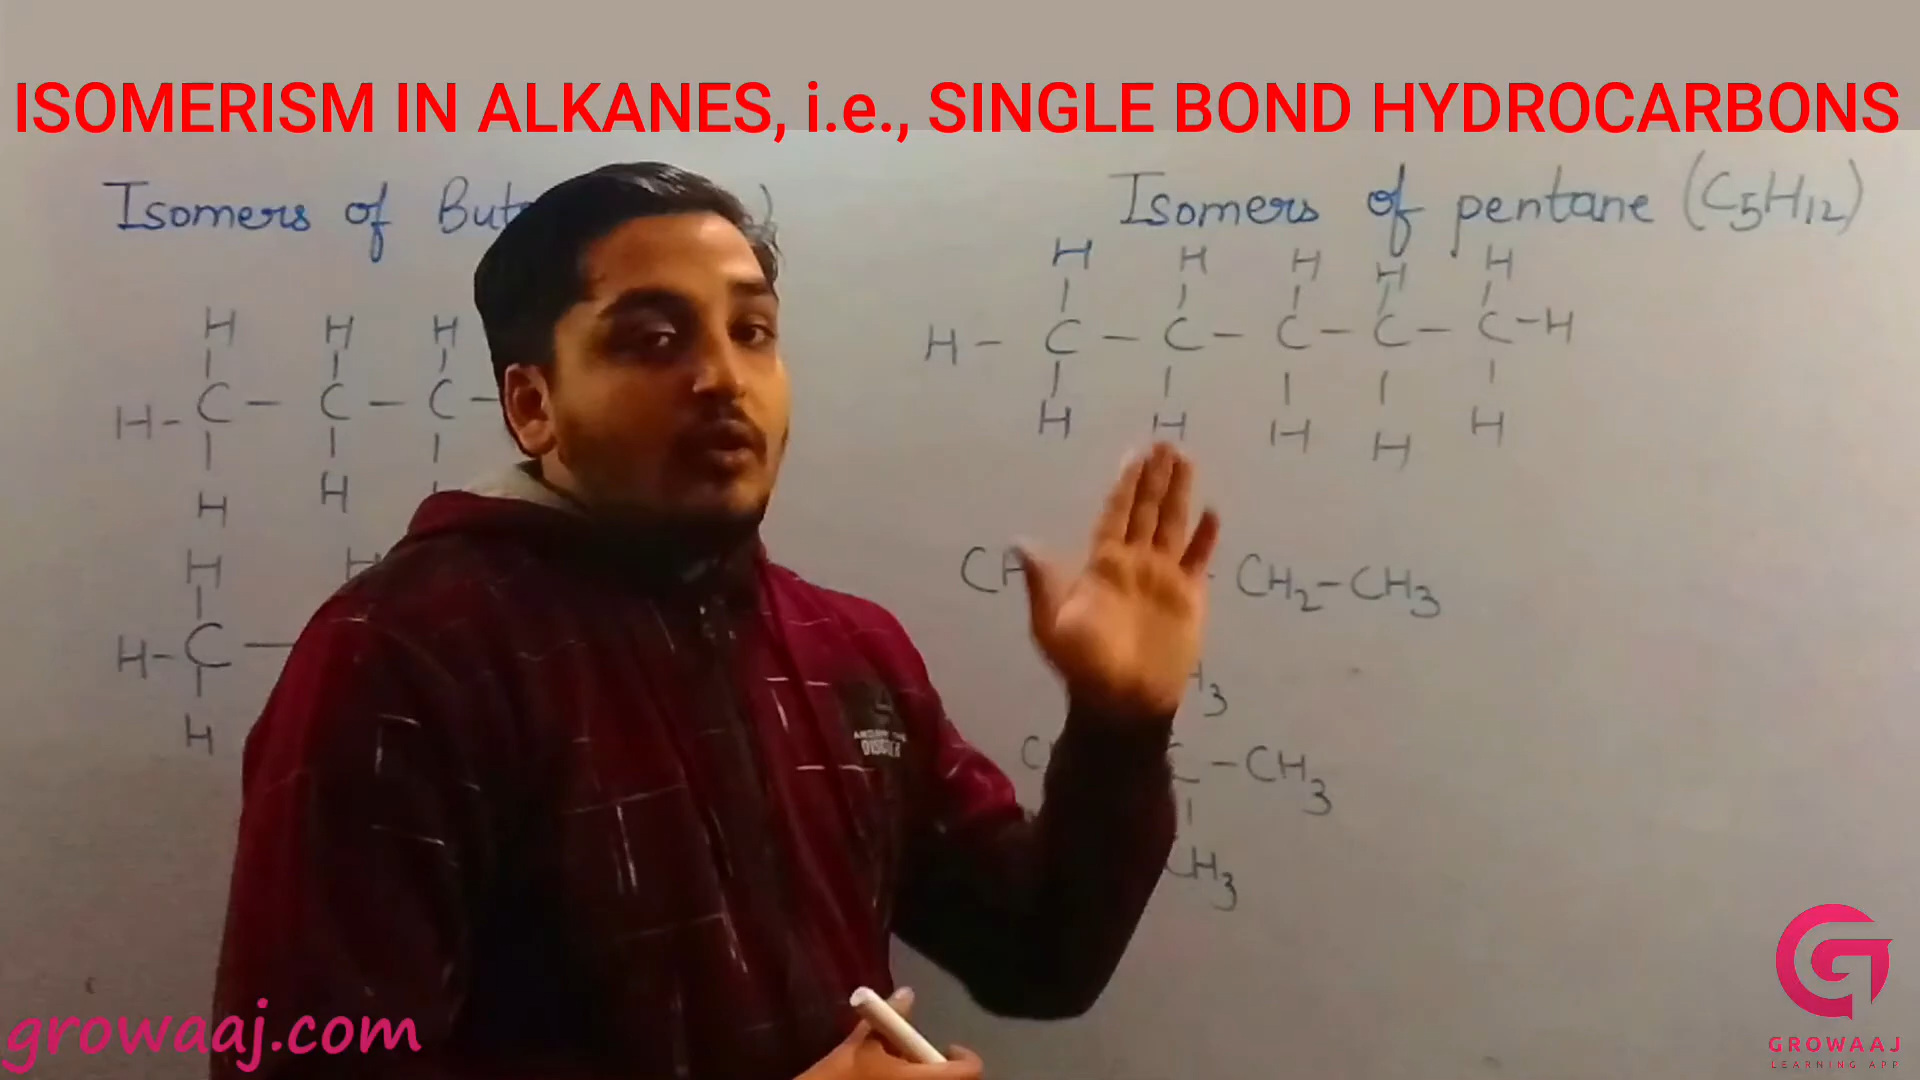 ISOMERISM IN ALKANES, i.e., SINGLE BOND HYDROCARBONS
Isomers of
H H H
H - C - C - C -
H H
H
H - C -
H
Isomers of pentane (C5H12)
H H H H H
H - C - C - C - C - C - H
H H H H H
- CH2 - CH3
C - CH3
CH3
growaaj.com
GROWAAJ
LEARNING APP